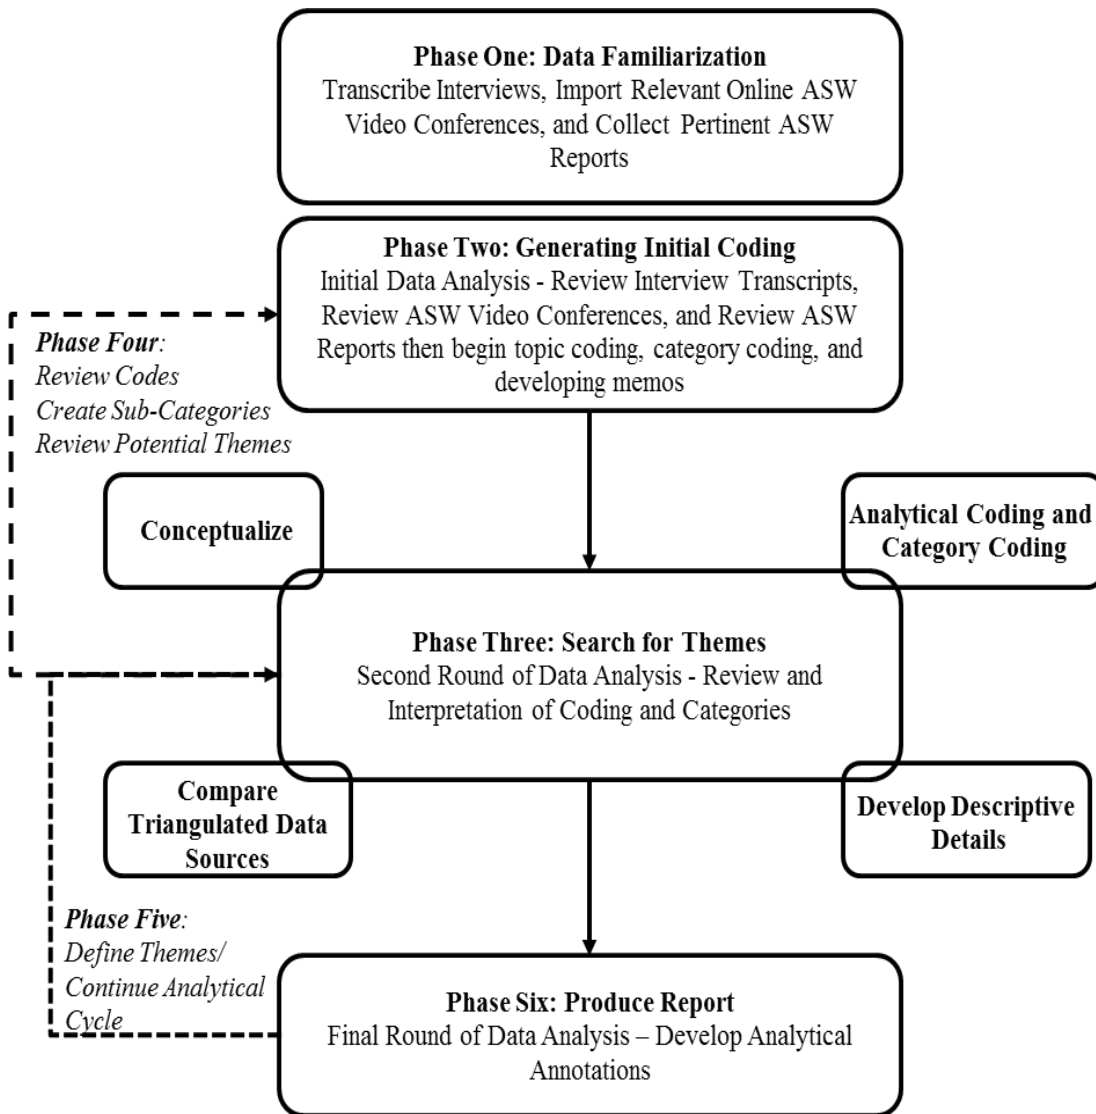 Phase One: Data Familiarization
Transcribe Interviews, Import Relevant Online ASW
Video Conferences, and Collect Pertinent ASW
Reports
Phase Two: Generating Initial Coding
Initial Data Analysis - Review Interview Transcripts,
Review ASW Video Conferences, and Review ASW
Reports then begin topic coding, category coding, and
developing memos
Phase Four:
Review Codes
Create Sub-Categories
Review Potential Themes
Conceptualize
Analytical Coding and
Category Coding
Phase Three: Search for Themes
Second Round of Data Analysis - Review and
Interpretation of Coding and Categories
Compare
Triangulated Data
Sources
Develop Descriptive
Details
Phase Five:
Define Themes/
Continue Analytical
Cycle
Phase Six: Produce Report
Final Round of Data Analysis – Develop Analytical
Annotations